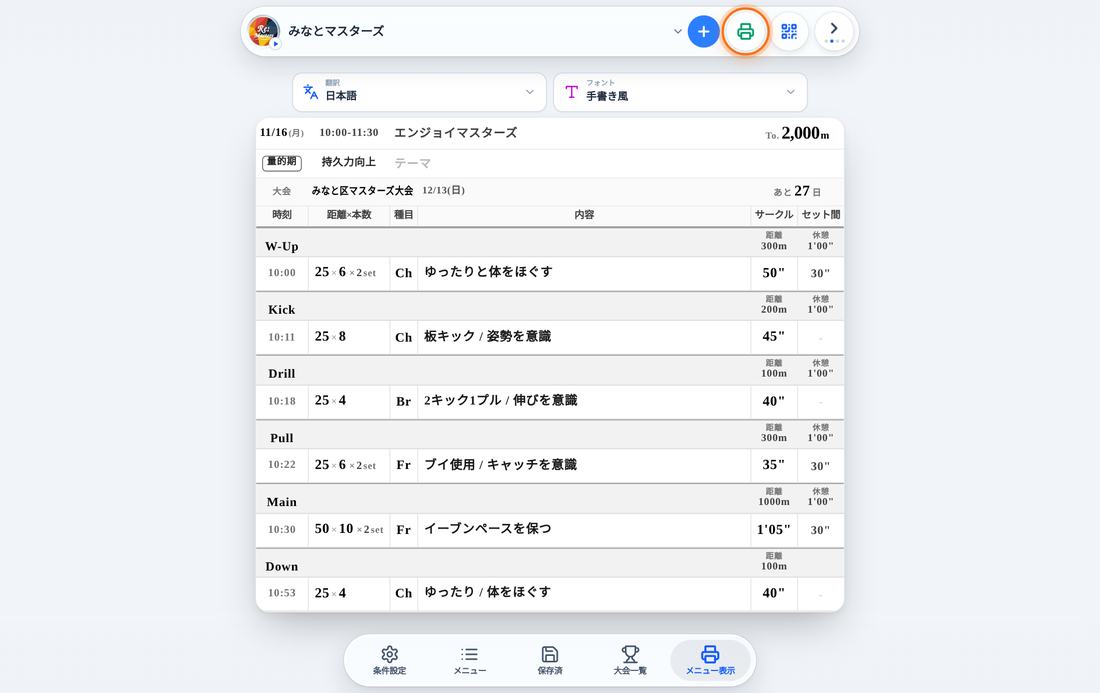 Re:
みなとマスターズ
翻訳
日本語
フォント
手書き風
11/16(月) 10:00-11:30 エンジョイマスターズ To. 2,000m
量的期 持久力向上 テーマ
大会 みなと区マスターズ大会 12/13(日) あと 27 日
時刻 距離×本数 種目 内容 サークル セット間
W-Up 距離 300m 休憩 1'00"
10:00 25×6 ×2set Ch ゆったりと体をほぐす 50" 30"
Kick 距離 200m 休憩 1'00"
10:11 25×8 Ch 板キック / 姿勢を意識 45" -
Drill 距離 100m 休憩 1'00"
10:18 25×4 Br 2キック1プル / 伸びを意識 40" -
Pull 距離 300m 休憩 1'00"
10:22 25×6 ×2set Fr ブイ使用 / キャッチを意識 35" 30"
Main 距離 1000m 休憩 1'00"
10:30 50×10 ×2set Fr イーブンペースを保つ 1'05" 30"
Down 距離 100m
10:53 25×4 Ch ゆったり / 体をほぐす 40" -
条件設定 メニュー 保存済 大会一覧 メニュー表示